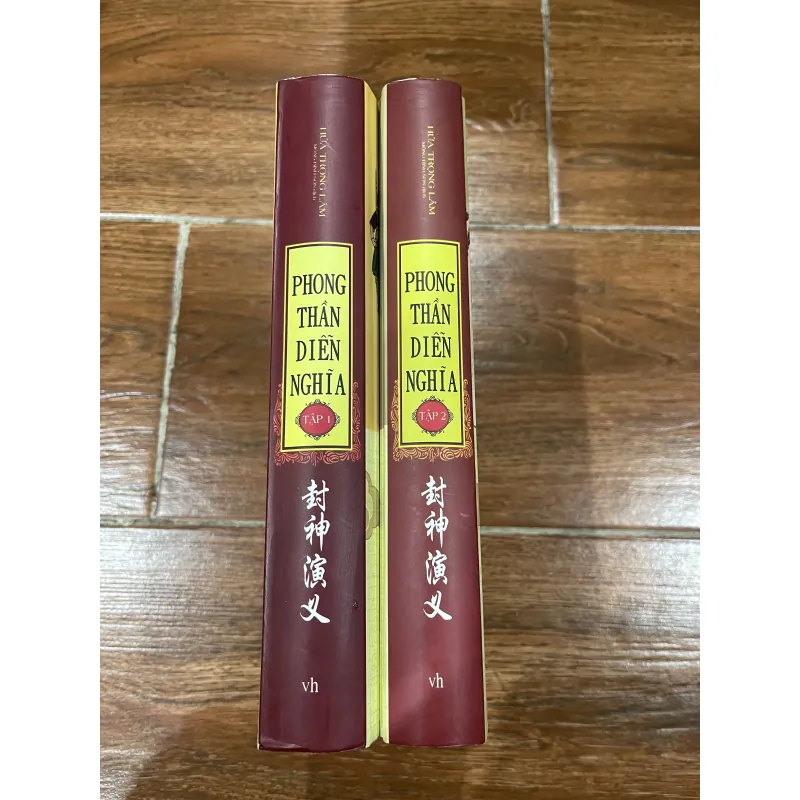 HỨA TRỌNG LÂM
PHONG
THẦN
DIỄN
NGHĨA
TẬP 1
封神演义
vh
HỨA TRỌNG LÂM
PHONG
THẦN
DIỄN
NGHĨA
TẬP 2
封神演义
vh